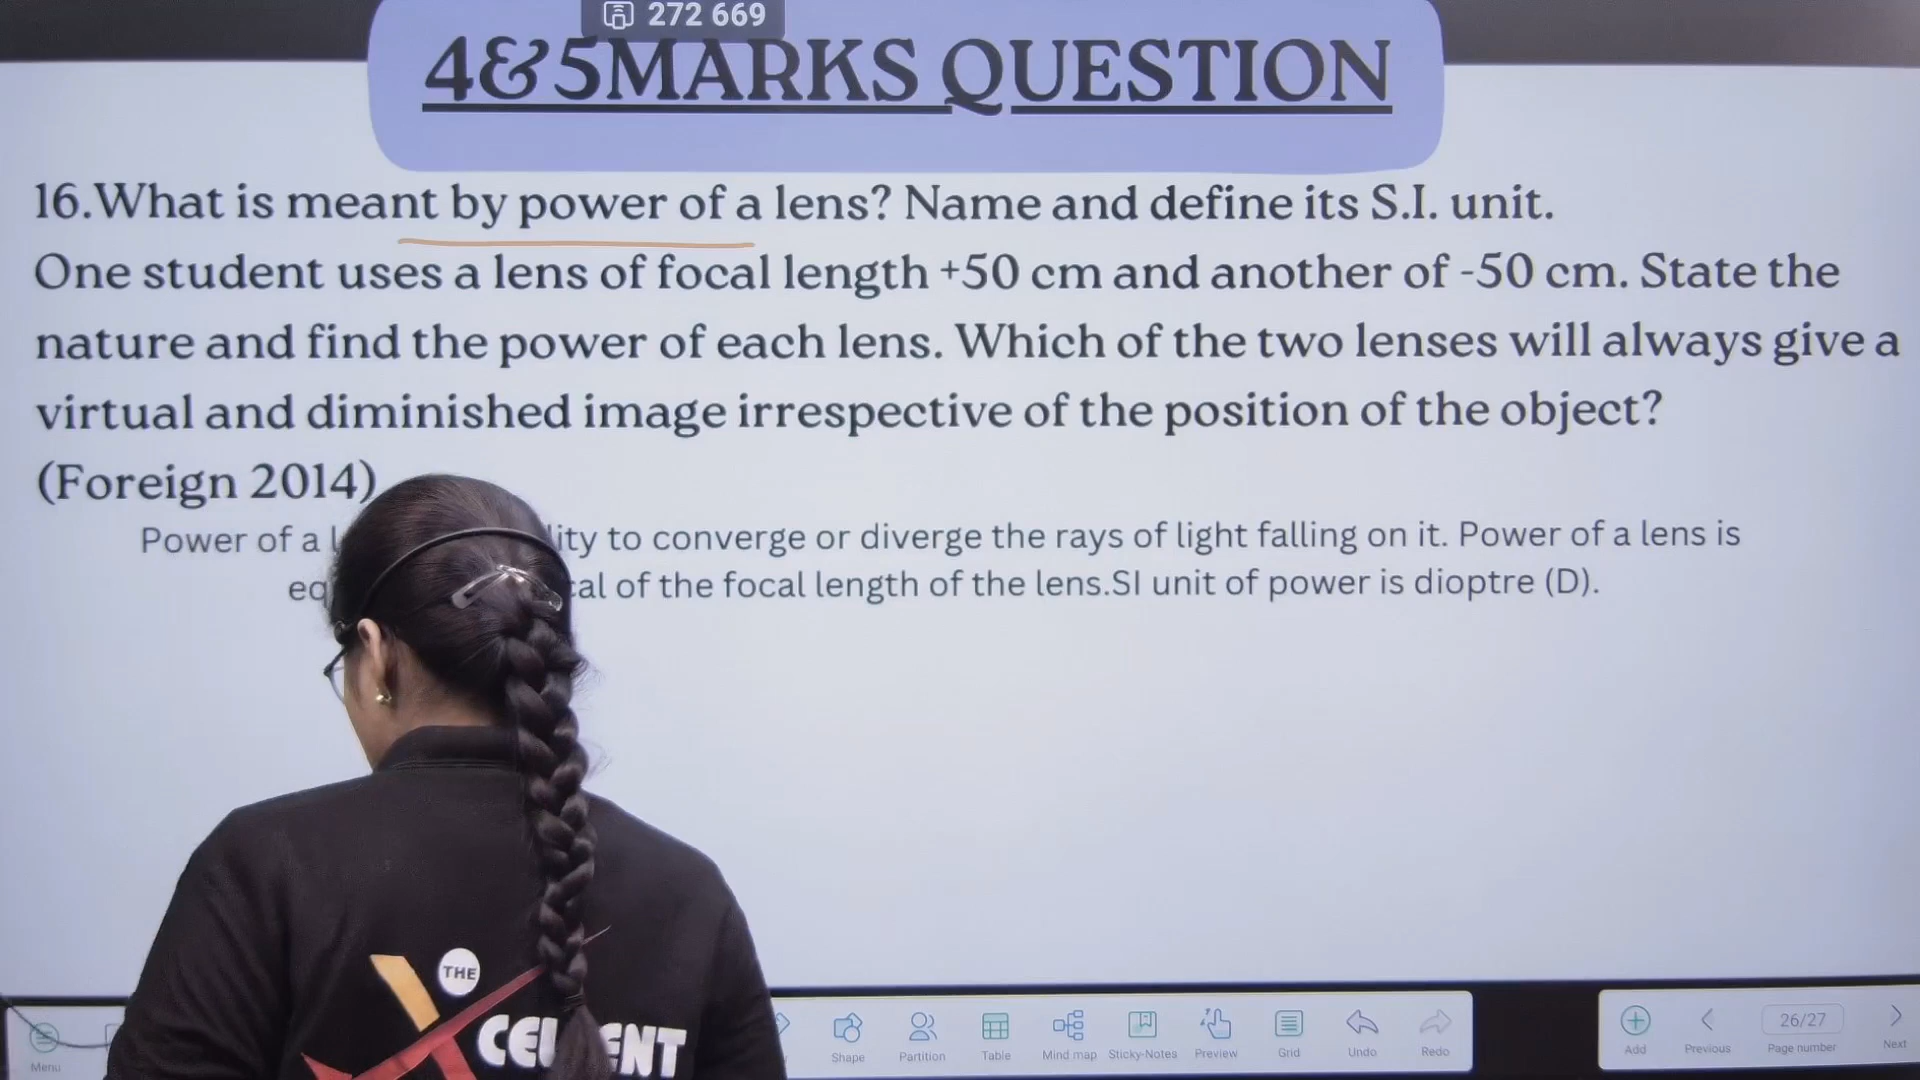 272 669
4&5MARKS QUESTION
16.What is meant by power of a lens? Name and define its S.I. unit.
One student uses a lens of focal length +50 cm and another of -50 cm. State the
nature and find the power of each lens. Which of the two lenses will always give a
virtual and diminished image irrespective of the position of the object?
(Foreign 2014)
Power of a to converge or diverge the rays of light falling on it. Power of a lens is
of the focal length of the lens.SI unit of power is dioptre (D).
THE
Menu Shape Partition Table Mind map Sticky-Notes Preview Grid Undo Redo Add Previous 26/27 Page number Next